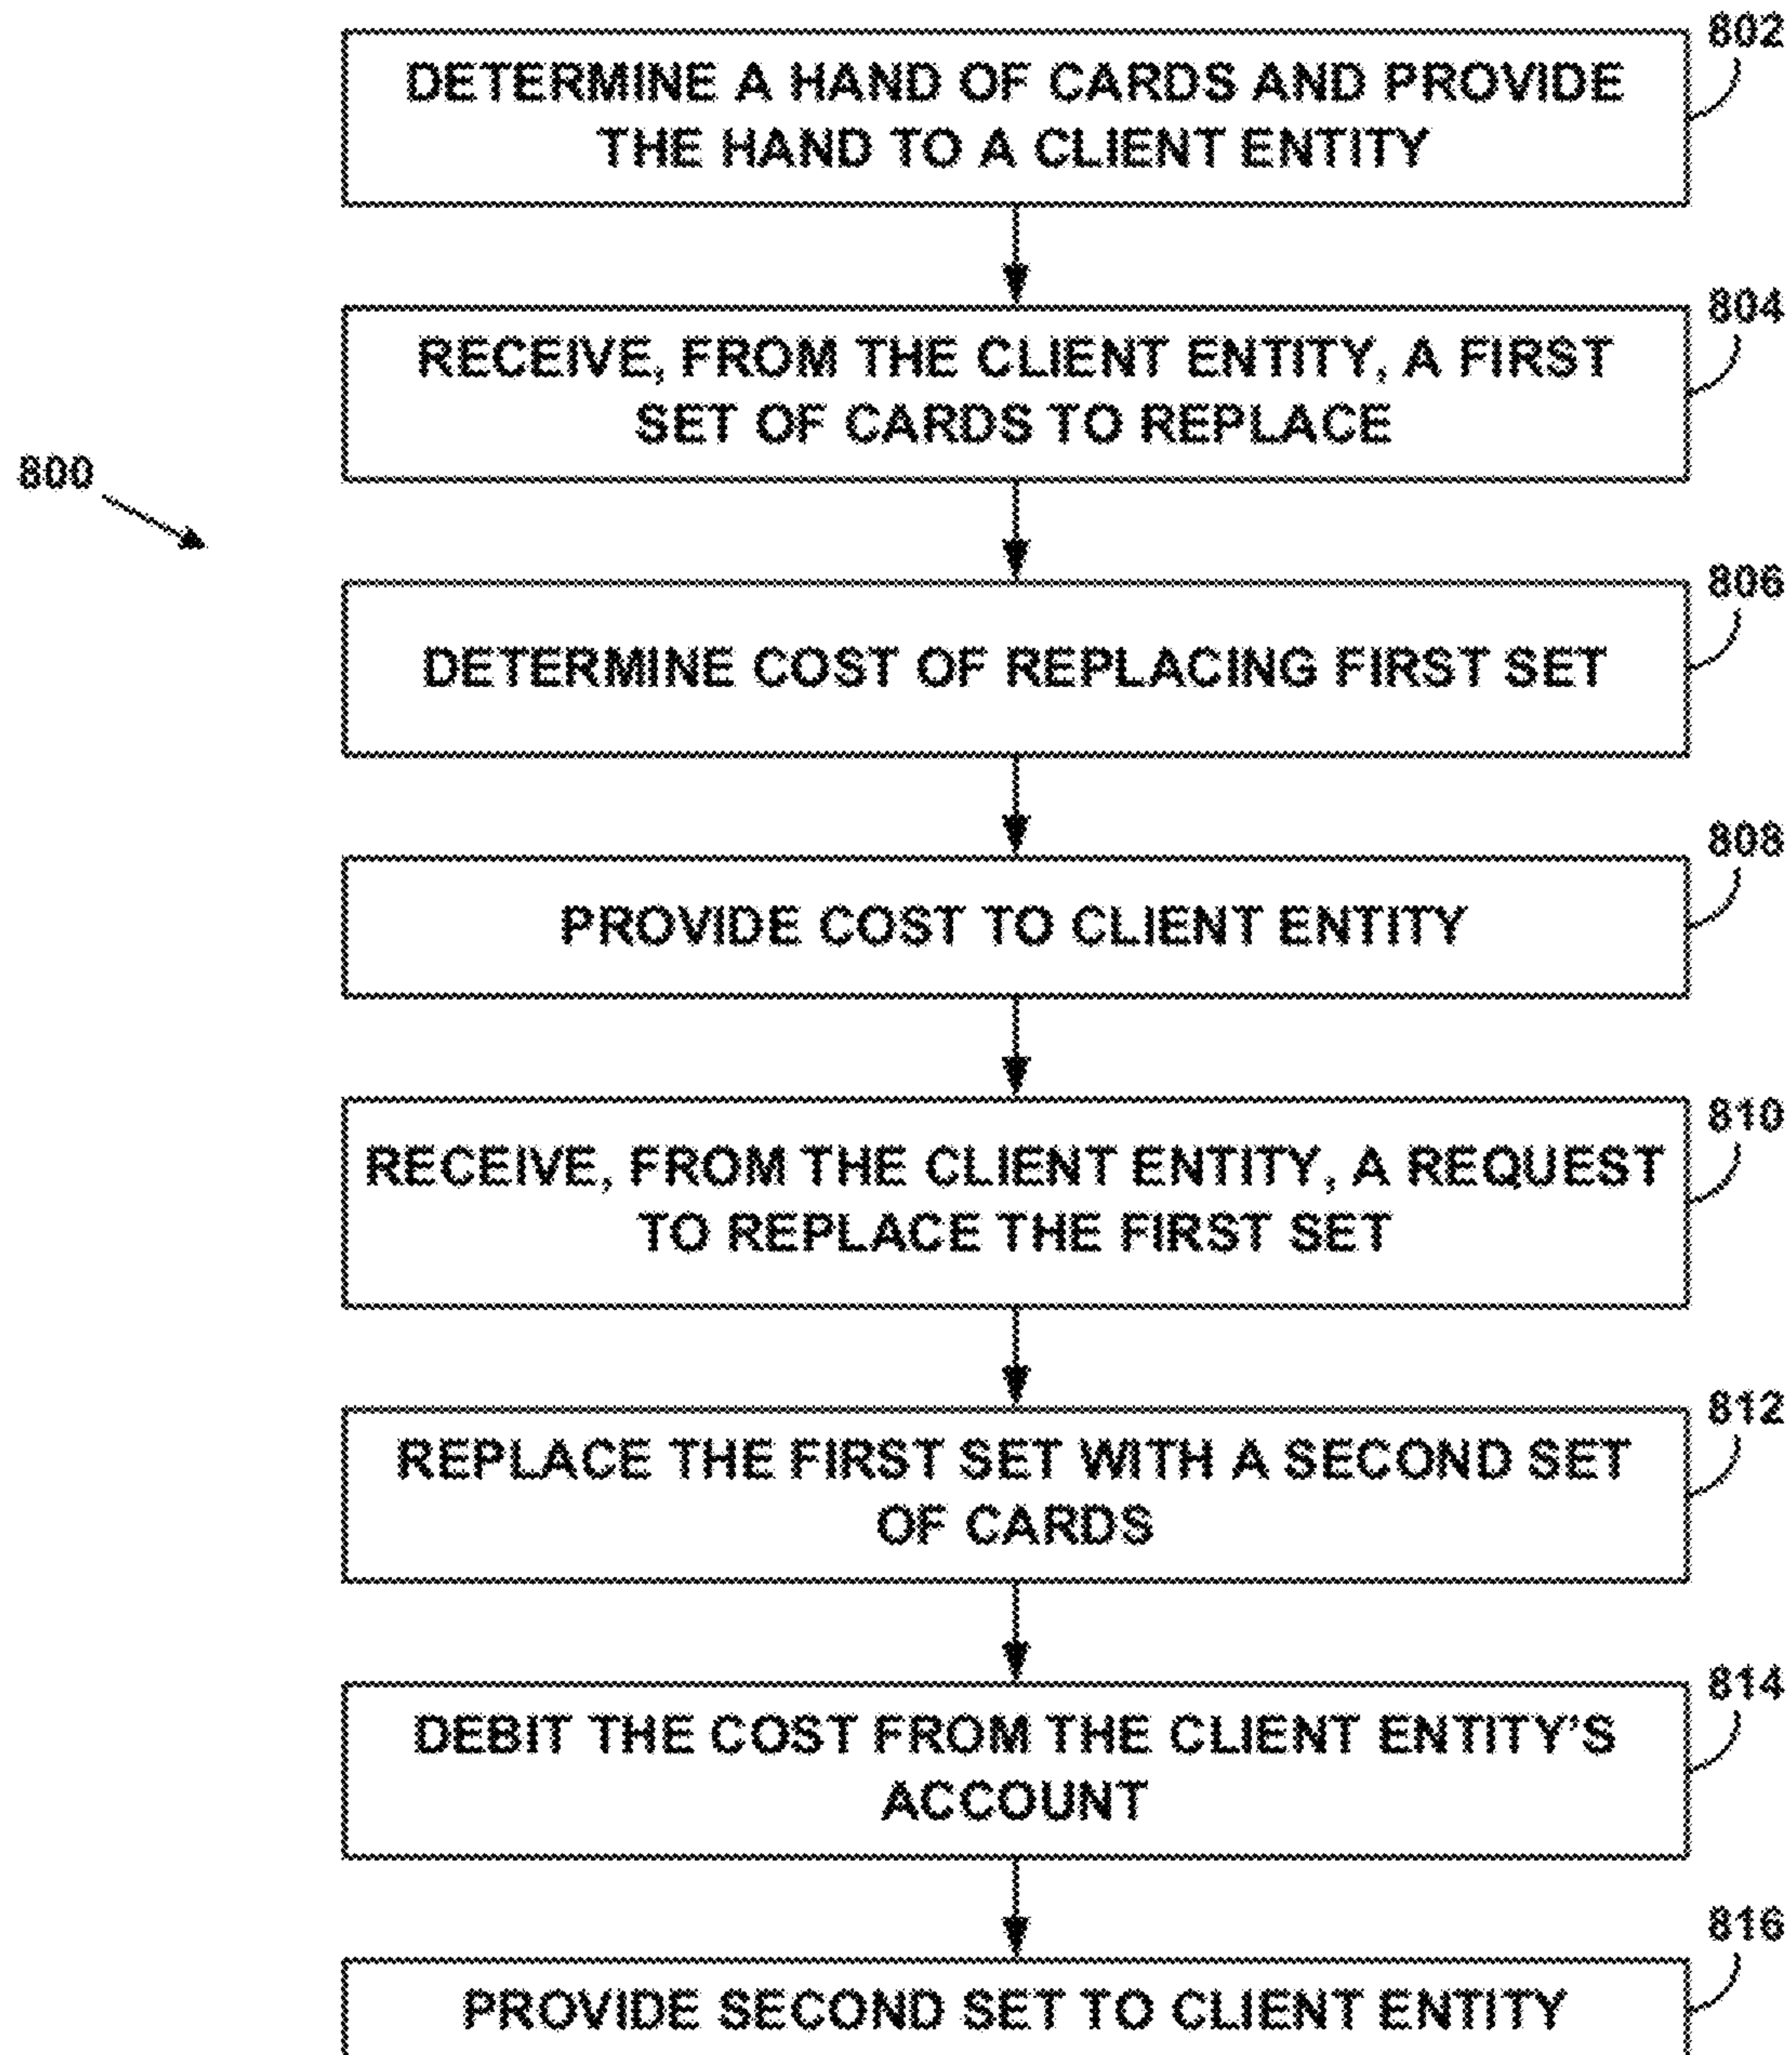 802
DETERMINE A HAND OF CARDS AND PROVIDE
THE HAND TO A CLIENT ENTITY
804
RECEIVE, FROM THE CLIENT ENTITY, A FIRST
SET OF CARDS TO REPLACE
800
806
DETERMINE COST OF REPLACING FIRST SET
808
PROVIDE COST TO CLIENT ENTITY
810
RECEIVE, FROM THE CLIENT ENTITY, A REQUEST
TO REPLACE THE FIRST SET
812
REPLACE THE FIRST SET WITH A SECOND SET
OF CARDS
814
DEBIT THE COST FROM THE CLIENT ENTITY'S
ACCOUNT
816
PROVIDE SECOND SET TO CLIENT ENTITY